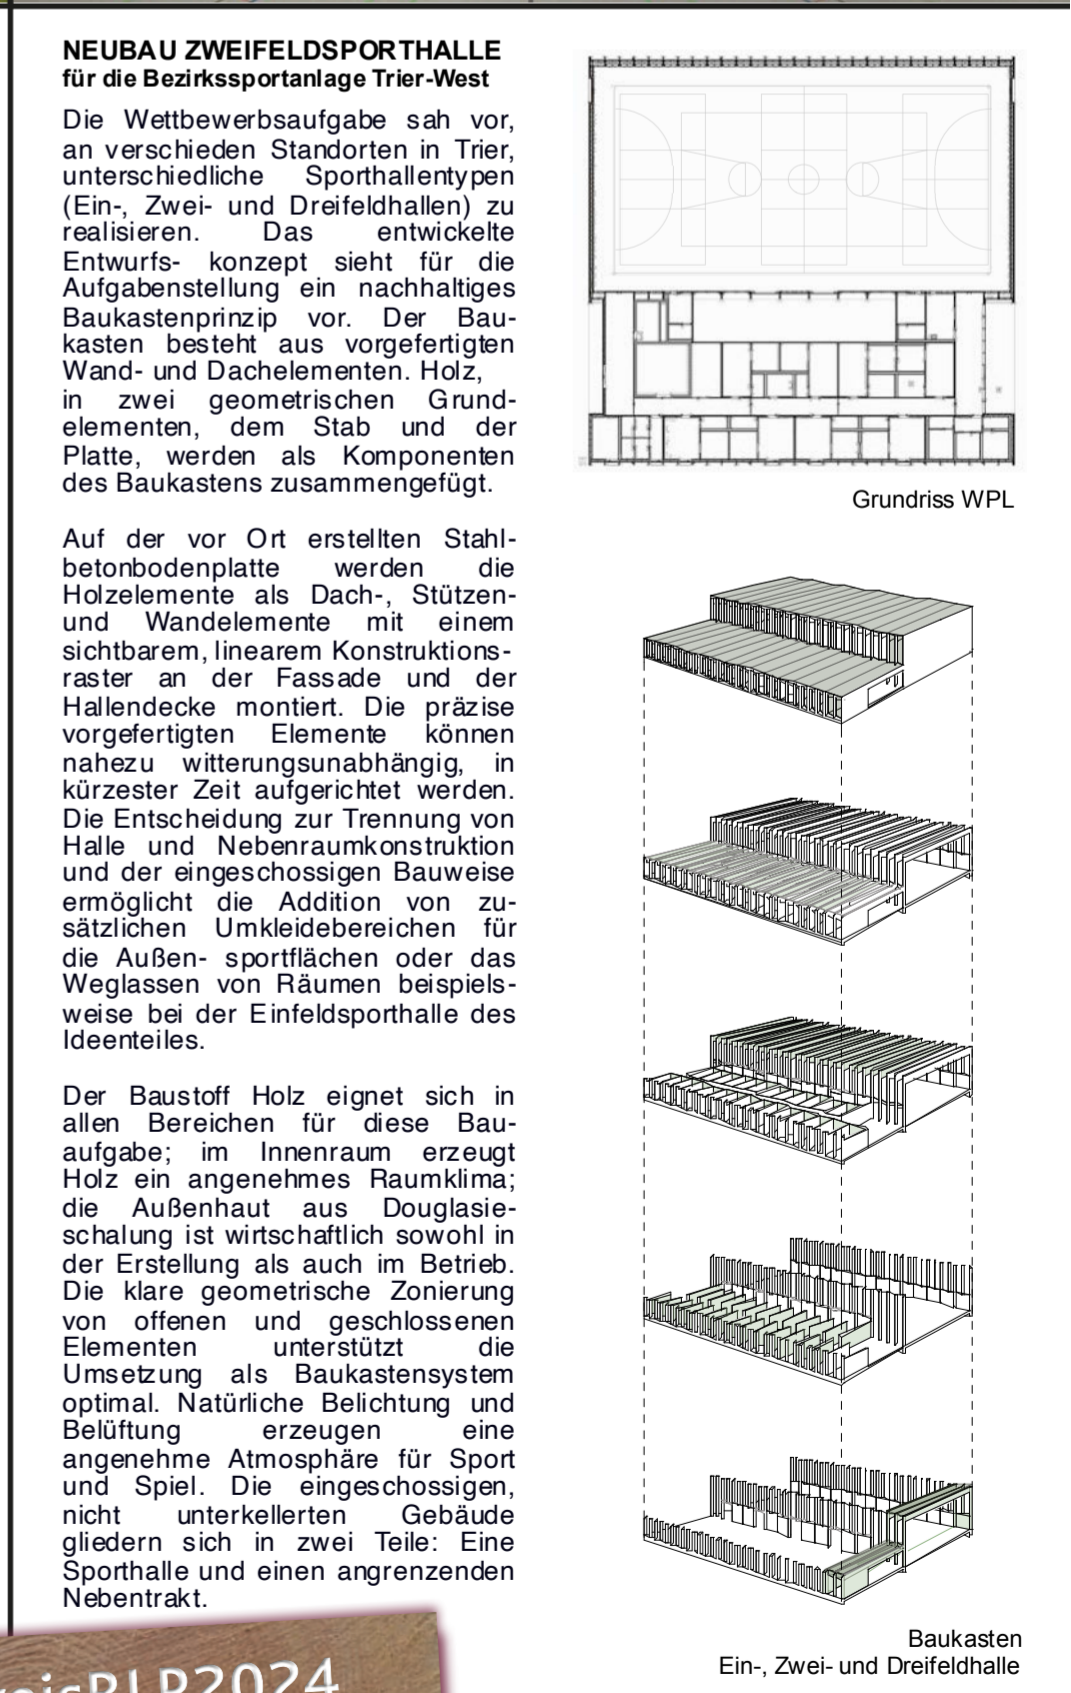 NEUBAU ZWEIFELDSPORTHALLE
für die Bezirkssportanlage Trier-West
Die Wettbewerbsaufgabe sah vor,
an verschieden Standorten in Trier,
unterschiedliche Sporthallentypen
(Ein-, Zwei- und Dreifeldhallen) zu
realisieren. Das entwickelte
Entwurfs- konzept sieht für die
Aufgabenstellung ein nachhaltiges
Baukastenprinzip vor. Der Bau-
kasten besteht aus vorgefertigten
Wand- und Dachelementen. Holz,
in zwei geometrischen Grund-
elementen, dem Stab und der
Platte, werden als Komponenten
des Baukastens zusammengefügt.
Auf der vor Ort erstellten Stahl-
betonbodenplatte werden die
Holzelemente als Dach-, Stützen-
und Wandelemente mit einem
sichtbarem, linearem Konstruktions-
raster an der Fassade und der
Hallendecke montiert. Die präzise
vorgefertigten Elemente können
nahezu witterungsunabhängig, in
kürzester Zeit aufgerichtet werden.
Die Entscheidung zur Trennung von
Halle und Nebenraumkonstruktion
und der eingeschossigen Bauweise
ermöglicht die Addition von zu-
sätzlichen Umkleidebereichen für
die Außen- sportflächen oder das
Weglassen von Räumen beispiels-
weise bei der Einfeldsporthalle des
Ideenteiles.
Der Baustoff Holz eignet sich in
allen Bereichen für diese Bau-
aufgabe; im Innenraum erzeugt
Holz ein angenehmes Raumklima;
die Außenhaut aus Douglasie-
schalung ist wirtschaftlich sowohl in
der Erstellung als auch im Betrieb.
Die klare geometrische Zonierung
von offenen und geschlossenen
Elementen unterstützt die
Umsetzung als Baukastensystem
optimal. Natürliche Belichtung und
Belüftung erzeugen eine
angenehme Atmosphäre für Sport
und Spiel. Die eingeschossigen,
nicht unterkellerten Gebäude
gliedern sich in zwei Teile: Eine
Sporthalle und einen angrenzenden
Nebentrakt.
Grundriss WPL
Baukasten
Ein-, Zwei- und Dreifeldhalle